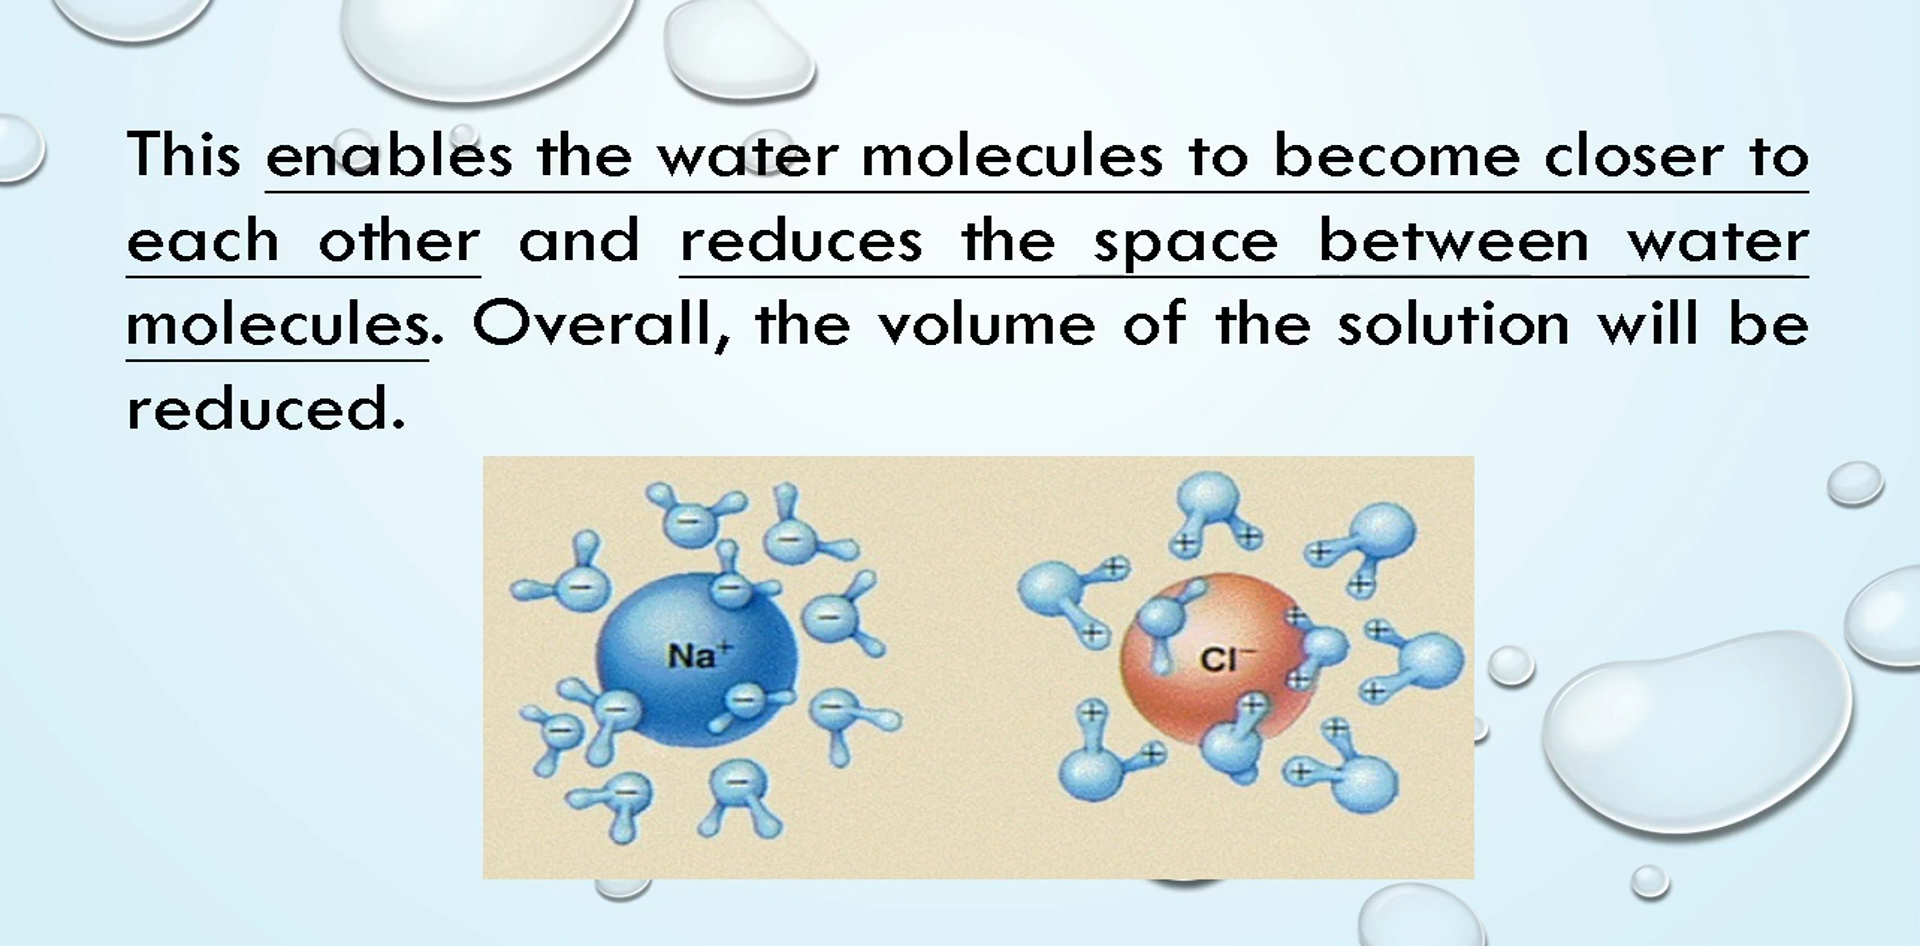 This enables the water molecules to become closer to
each other and reduces the space between water
molecules. Overall, the volume of the solution will be
reduced.
− − − − − − − − − − −
Na⁺
+ + + + + + + + + + + + + + +
Cl⁻